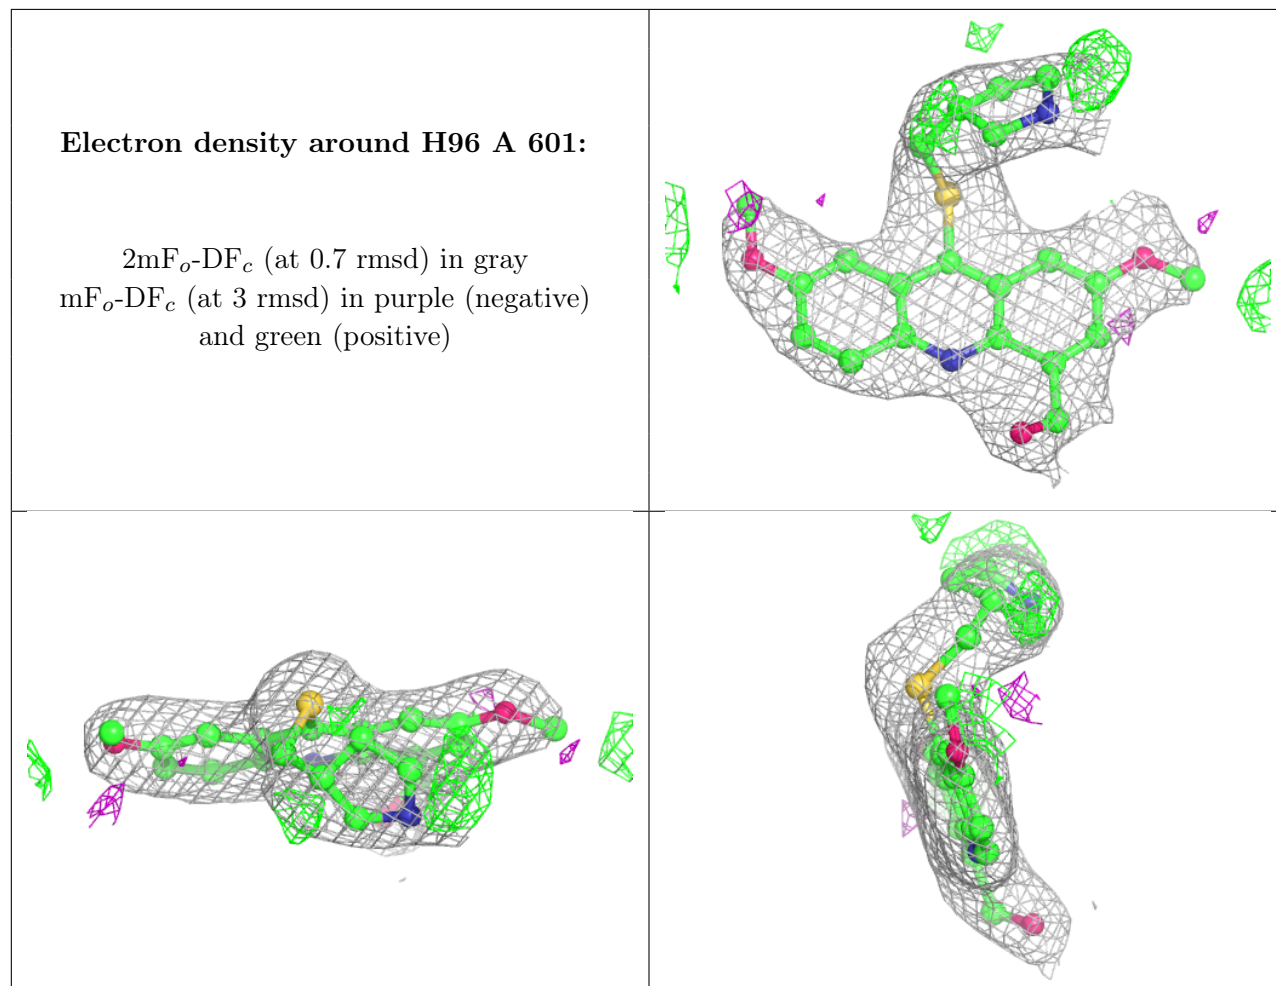 Electron density around H96 A 601:
2mFₒ-DF𝒸 (at 0.7 rmsd) in gray
mFₒ-DF𝒸 (at 3 rmsd) in purple (negative)
and green (positive)